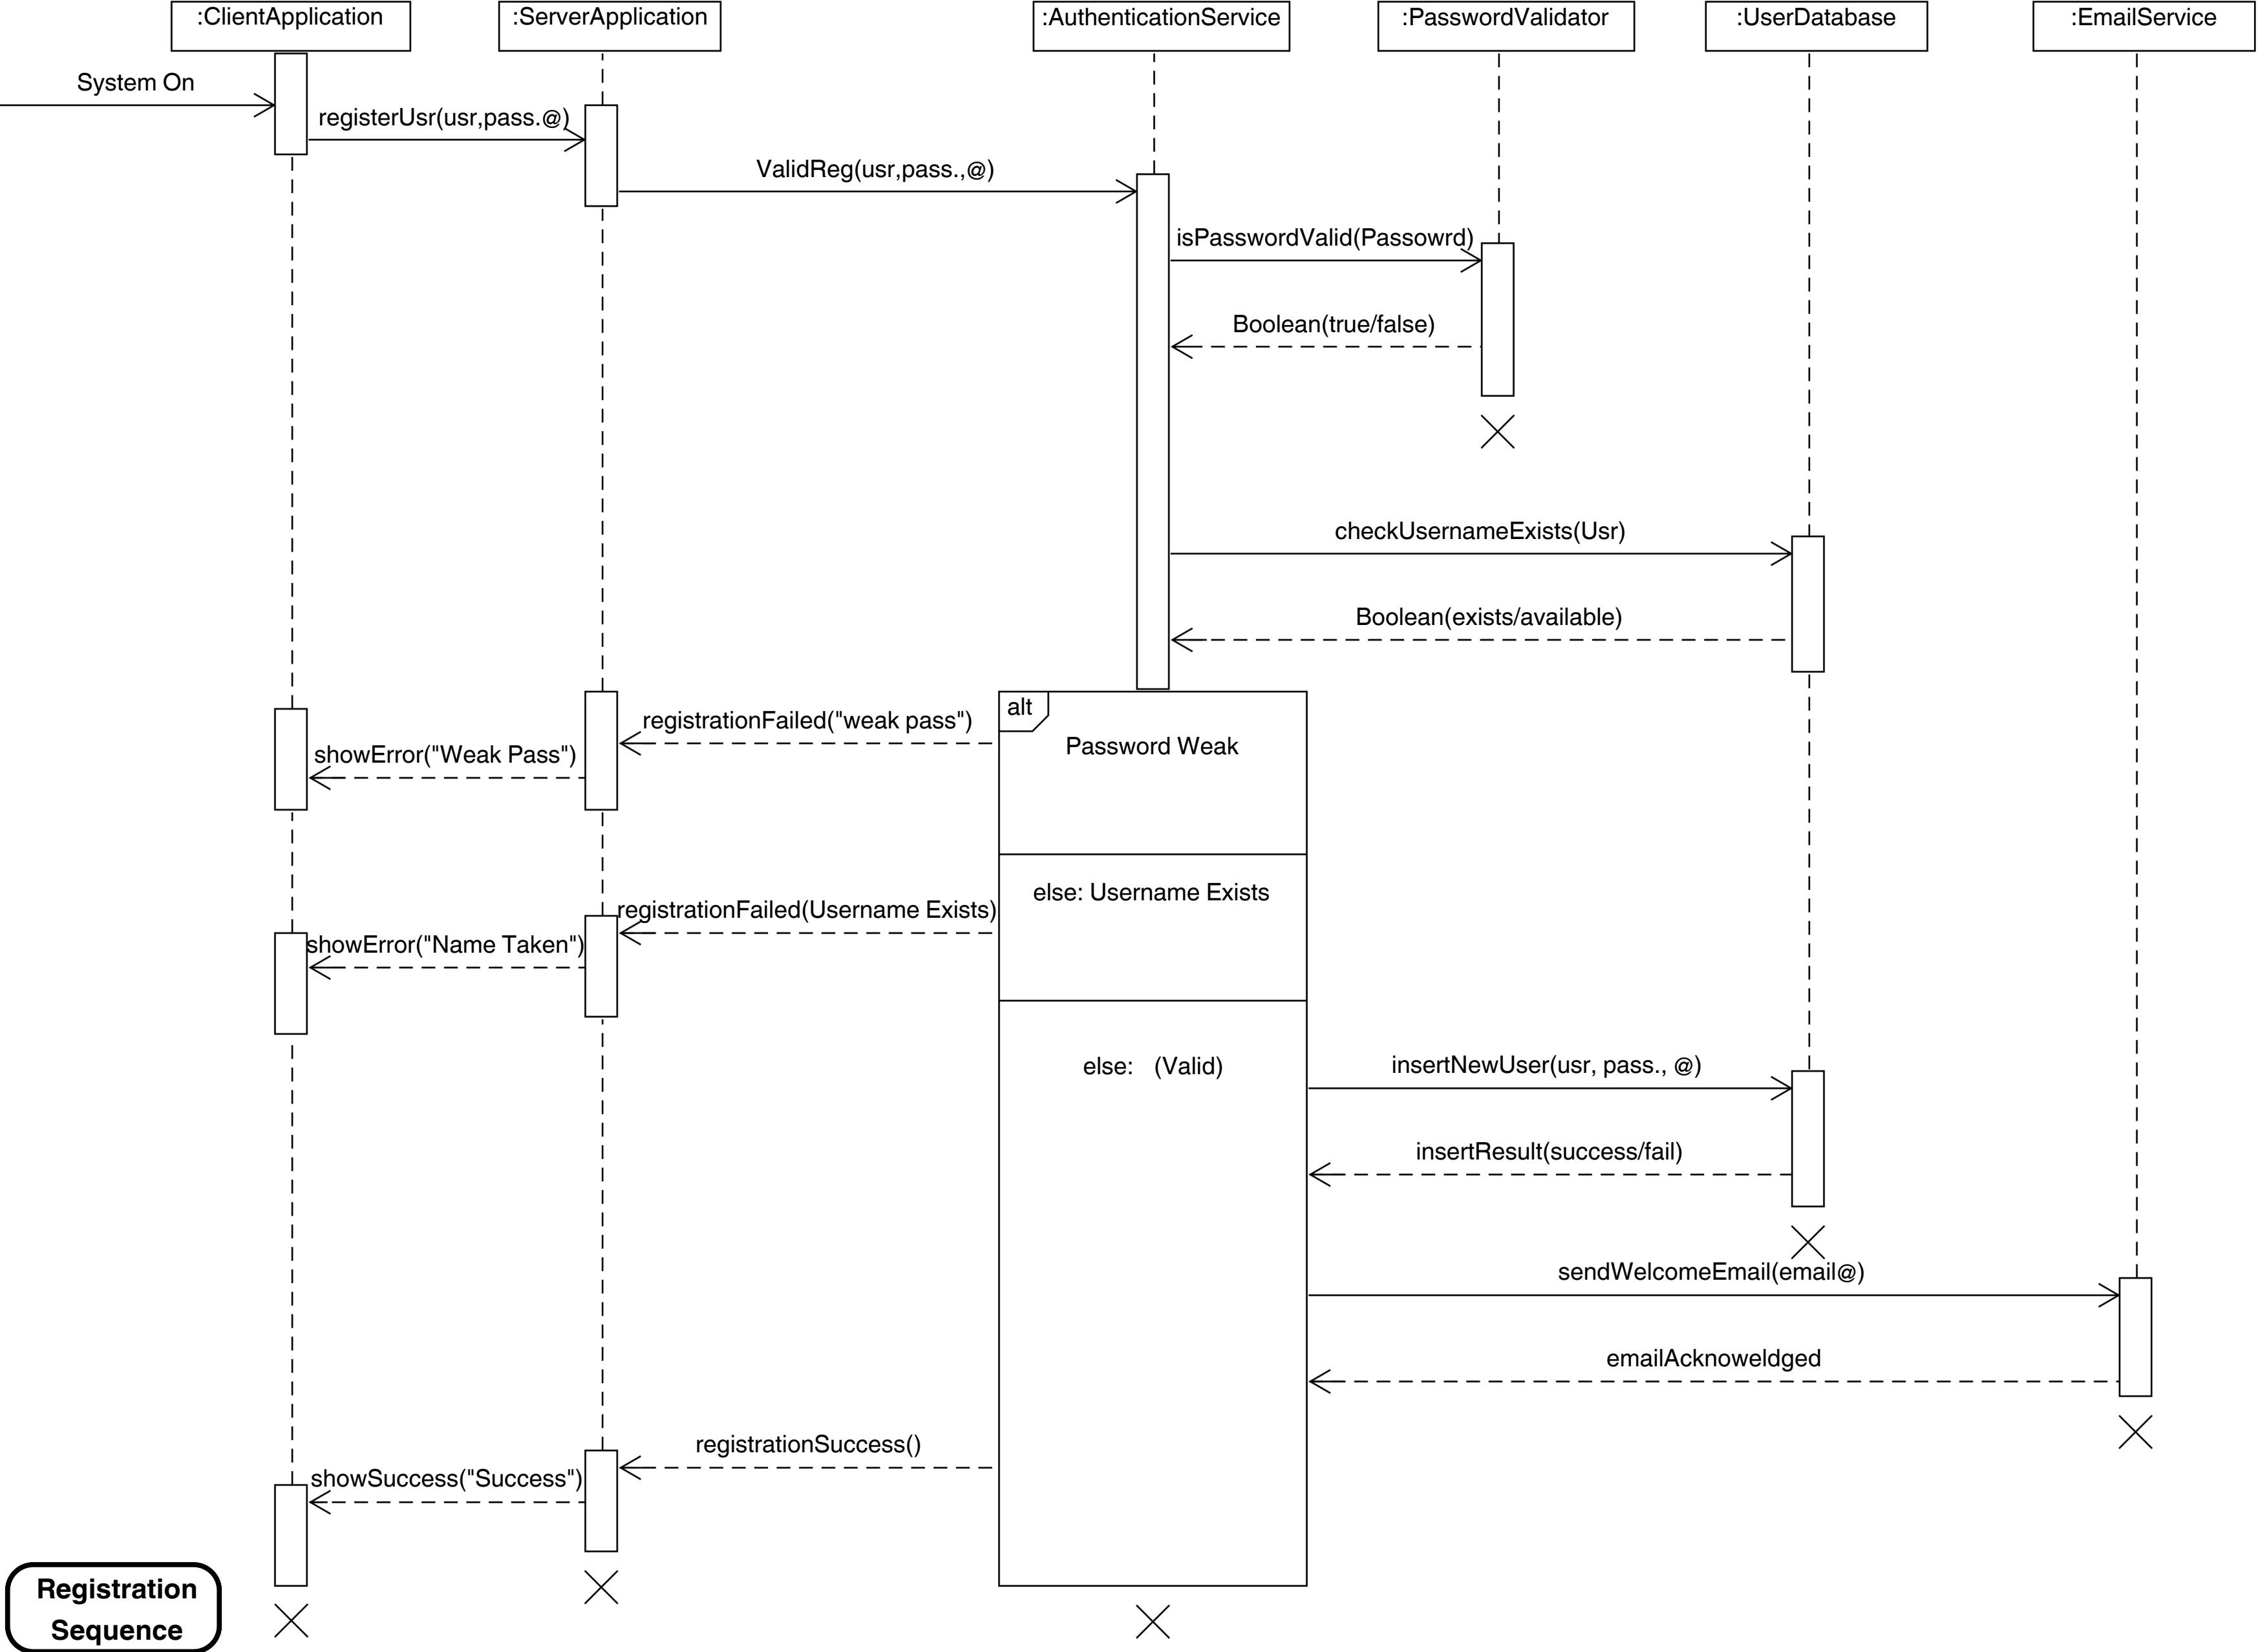 :ClientApplication
:ServerApplication
:AuthenticationService
:PasswordValidator
:UserDatabase
:EmailService
System On
registerUsr(usr,pass.@)
ValidReg(usr,pass.,@)
isPasswordValid(Passowrd)
Boolean(true/false)
checkUsernameExists(Usr)
Boolean(exists/available)
alt
registrationFailed("weak pass")
Password Weak
showError("Weak Pass")
else: Username Exists
registrationFailed(Username Exists)
showError("Name Taken")
else: (Valid)
insertNewUser(usr, pass., @)
insertResult(success/fail)
sendWelcomeEmail(email@)
emailAcknoweldged
registrationSuccess()
showSuccess("Success")
Registration
Sequence